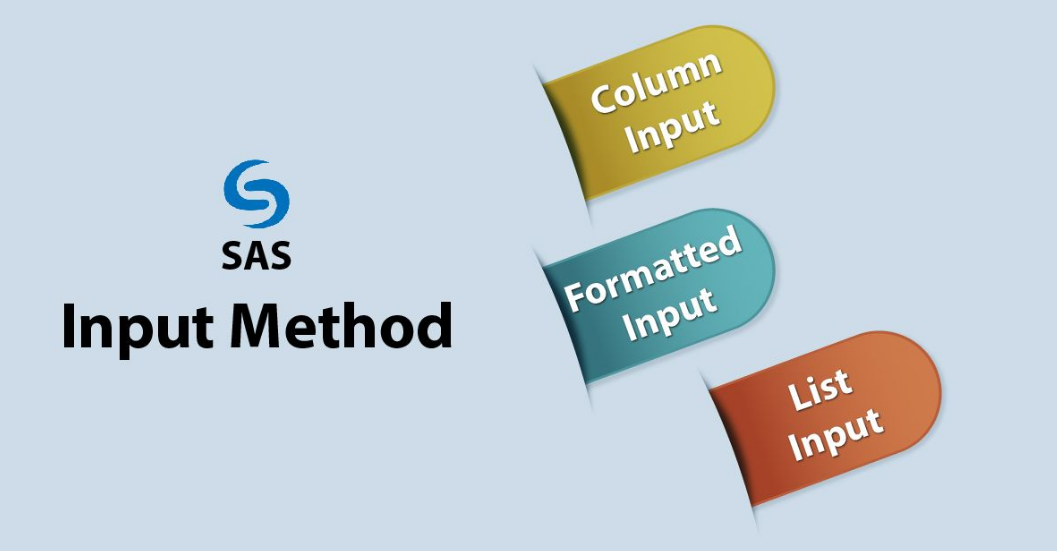 SAS
Input Method
Column
Input
Formatted
Input
List
Input